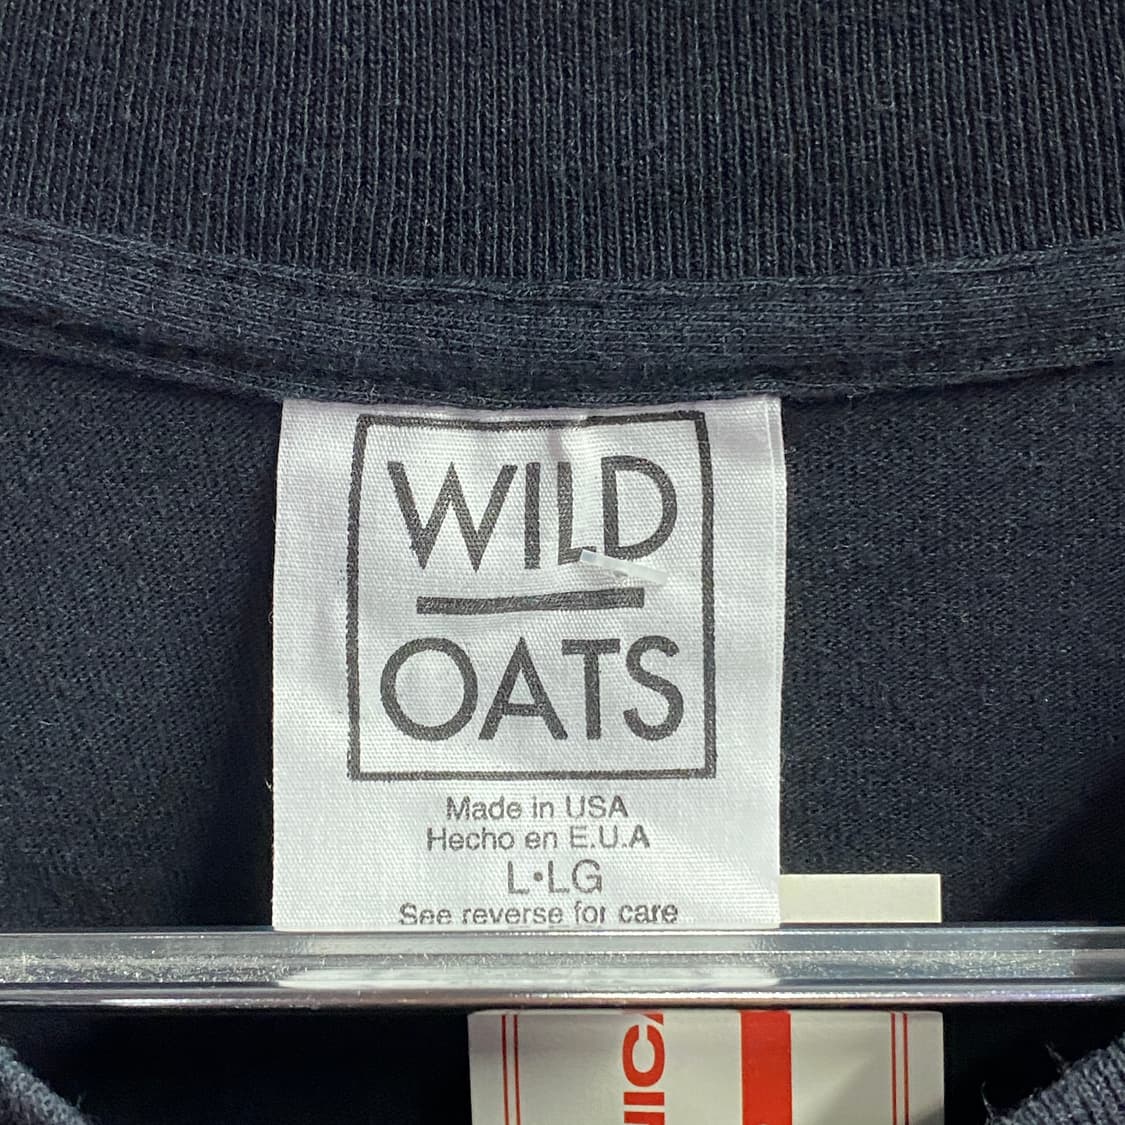 WILD
OATS
Made in USA
Hecho en E.U.A
L•LG
See reverse for care